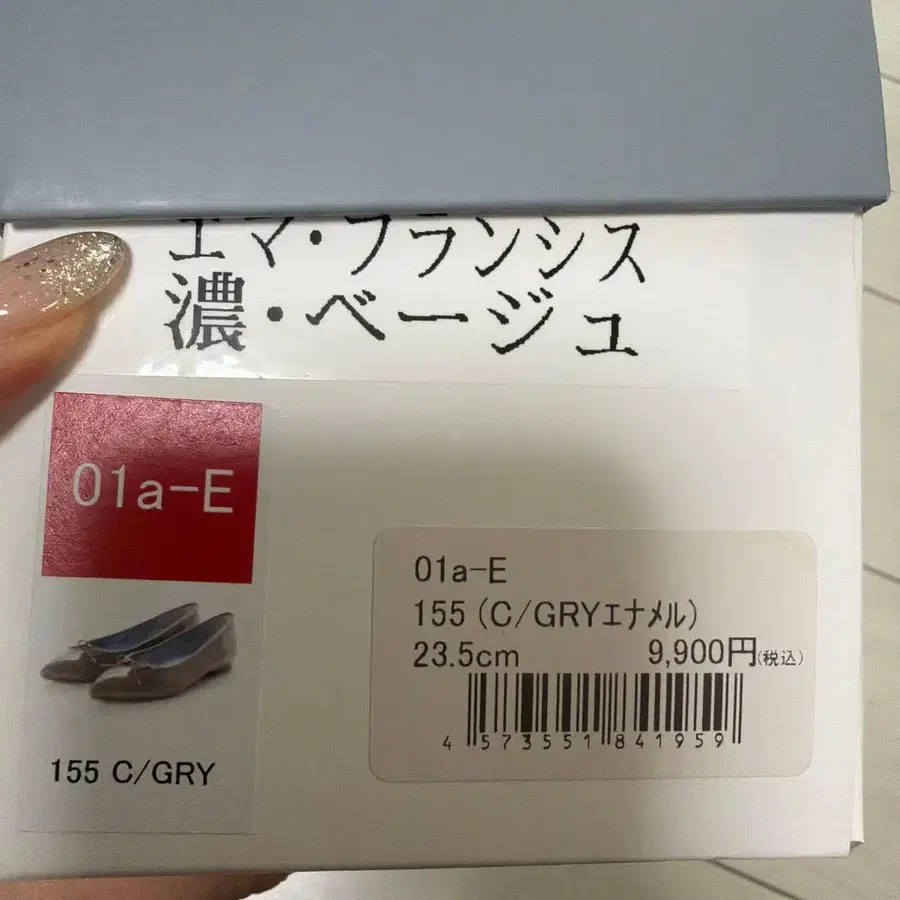 エマ・フランシス
濃・ベージュ
01a-E
155 C/GRY
01a-E
155 (C/GRYエナメル)
23.5cm 9,900円(税込)
4 573551 841959